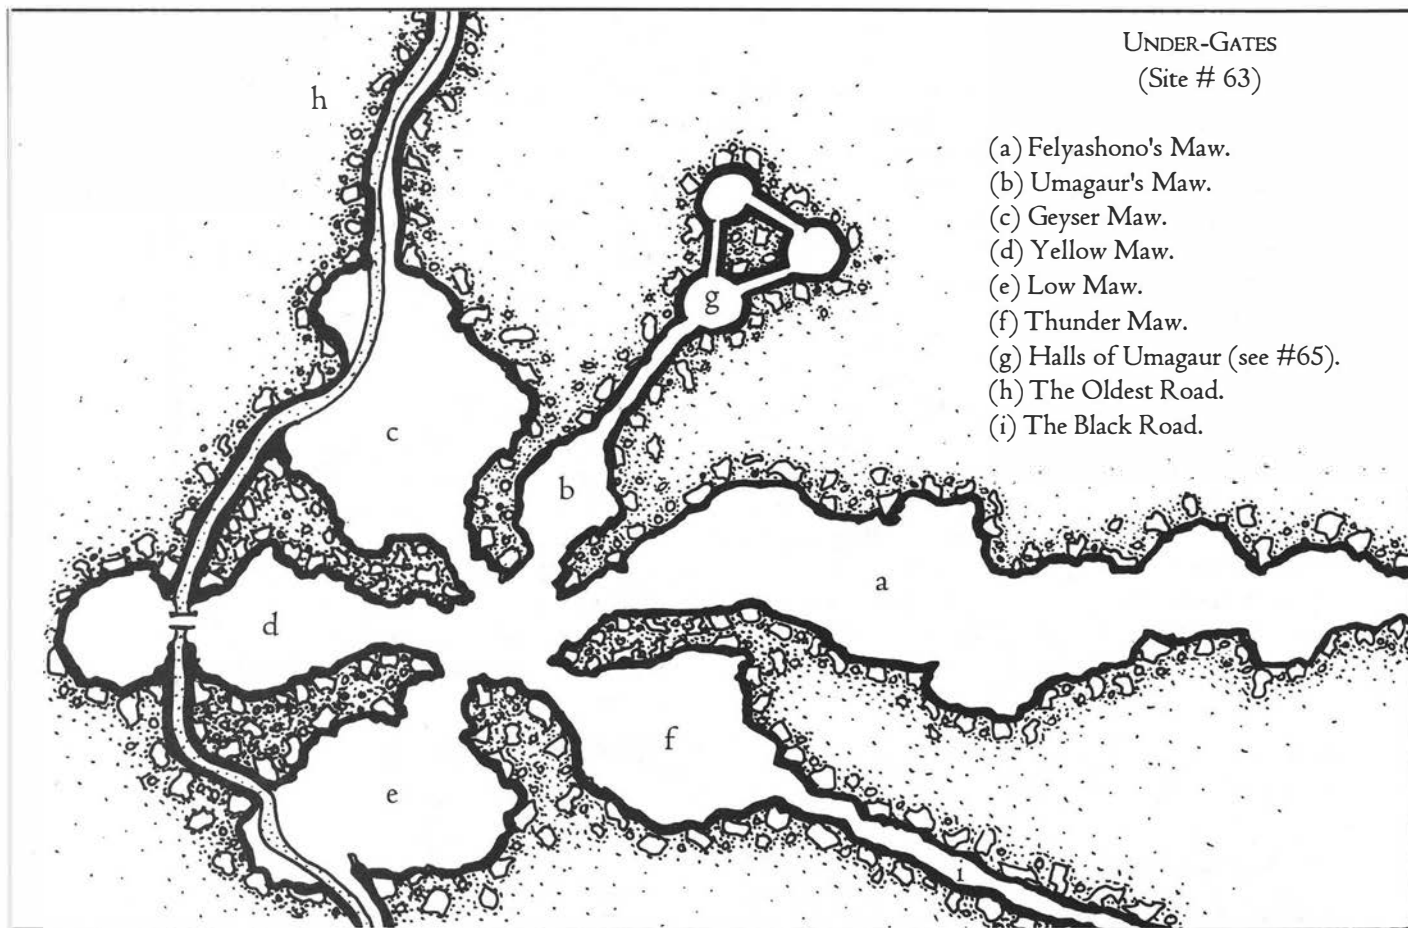 UNDER-GATES
(Site # 63)
(a) Felyashono's Maw.
(b) Umagaur's Maw.
(c) Geyser Maw.
(d) Yellow Maw.
(e) Low Maw.
(f) Thunder Maw.
(g) Halls of Umagaur (see #65).
(h) The Oldest Road.
(i) The Black Road.
h
g
c
b
a
d
f
e
i